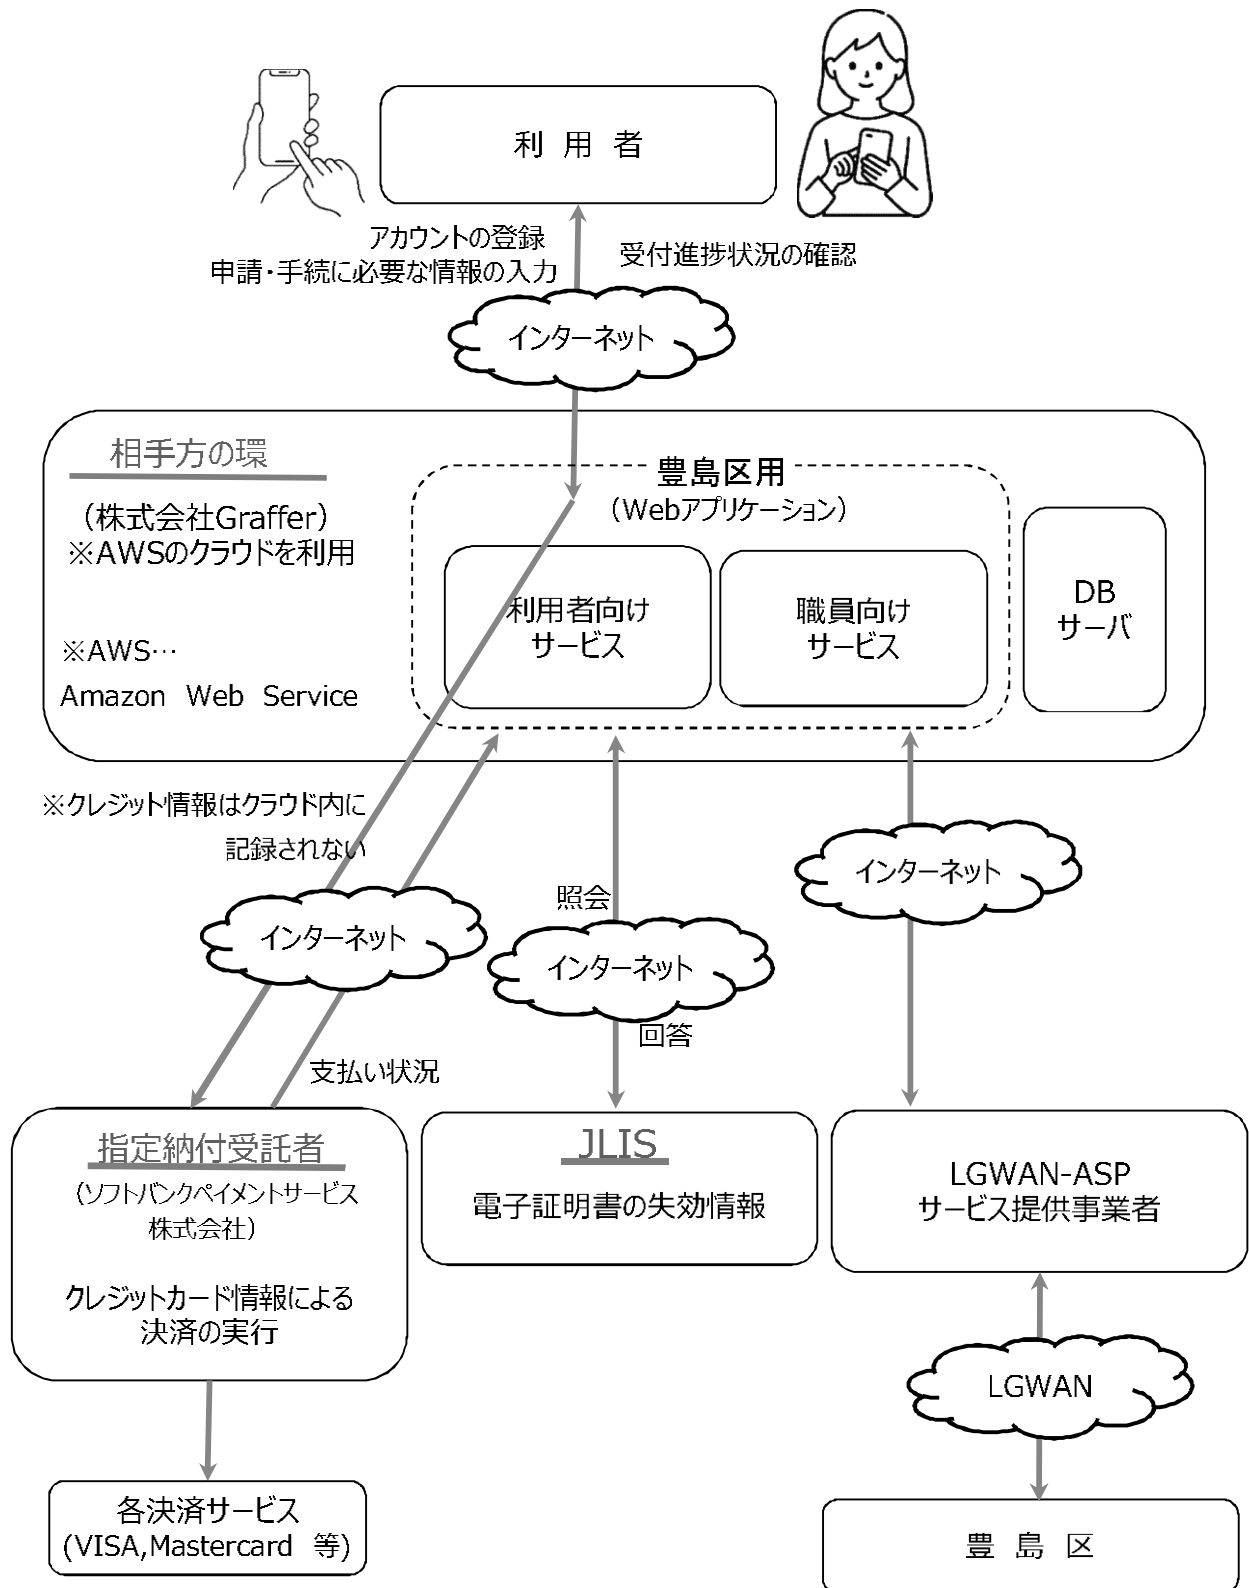 利 用 者
アカウントの登録
申請・手続に必要な情報の入力
受付進捗状況の確認
インターネット
相手方の環
（株式会社Graffer）
※AWSのクラウドを利用
※AWS…
Amazon Web Service
豊島区用
（Webアプリケーション）
利用者向け
サービス
職員向け
サービス
DB
サーバ
※クレジット情報はクラウド内に
記録されない
インターネット
支払い状況
照会
インターネット
回答
インターネット
指定納付受託者
（ソフトバンクペイメントサービス
株式会社）
クレジットカード情報による
決済の実行
JLIS
電子証明書の失効情報
LGWAN-ASP
サービス提供事業者
LGWAN
各決済サービス
(VISA,Mastercard 等)
豊 島 区